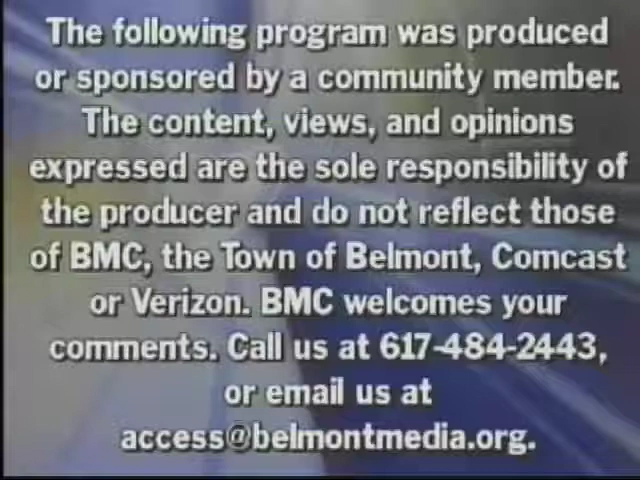 The following program was produced
or sponsored by a community member.
The content, views, and opinions
expressed are the sole responsibility of
the producer and do not reflect those
of BMC, the Town of Belmont, Comcast
or Verizon. BMC welcomes your
comments. Call us at 617-484-2443,
or email us at
access@belmontmedia.org.